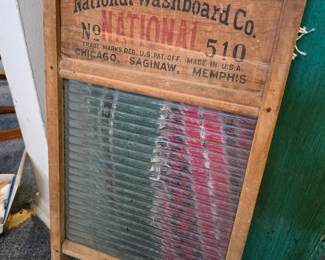 National Washboard Co.
No NATIONAL 510
TRADE MARKS REG. U.S. PAT. OFF. MADE IN U.S.A.
CHICAGO, SAGINAW, MEMPHIS